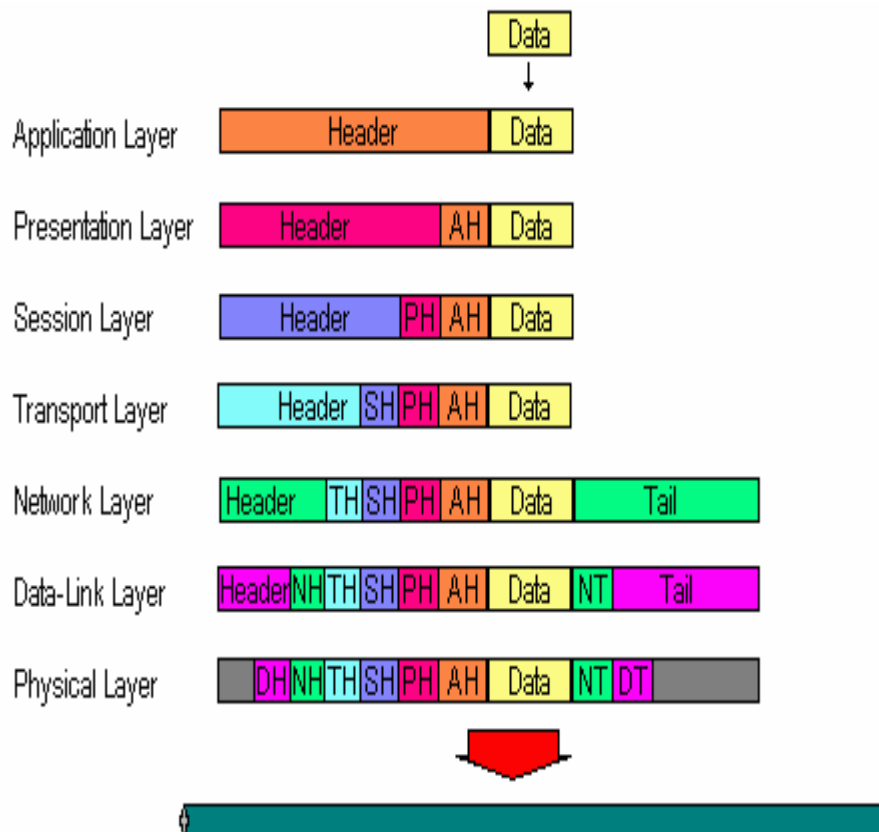 Data
Application Layer Header Data
Presentation Layer Header AH Data
Session Layer Header PH AH Data
Transport Layer Header SH PH AH Data
Network Layer Header TH SH PH AH Data Tail
Data-Link Layer Header NH TH SH PH AH Data NT Tail
Physical Layer DH NH TH SH PH AH Data NT DT